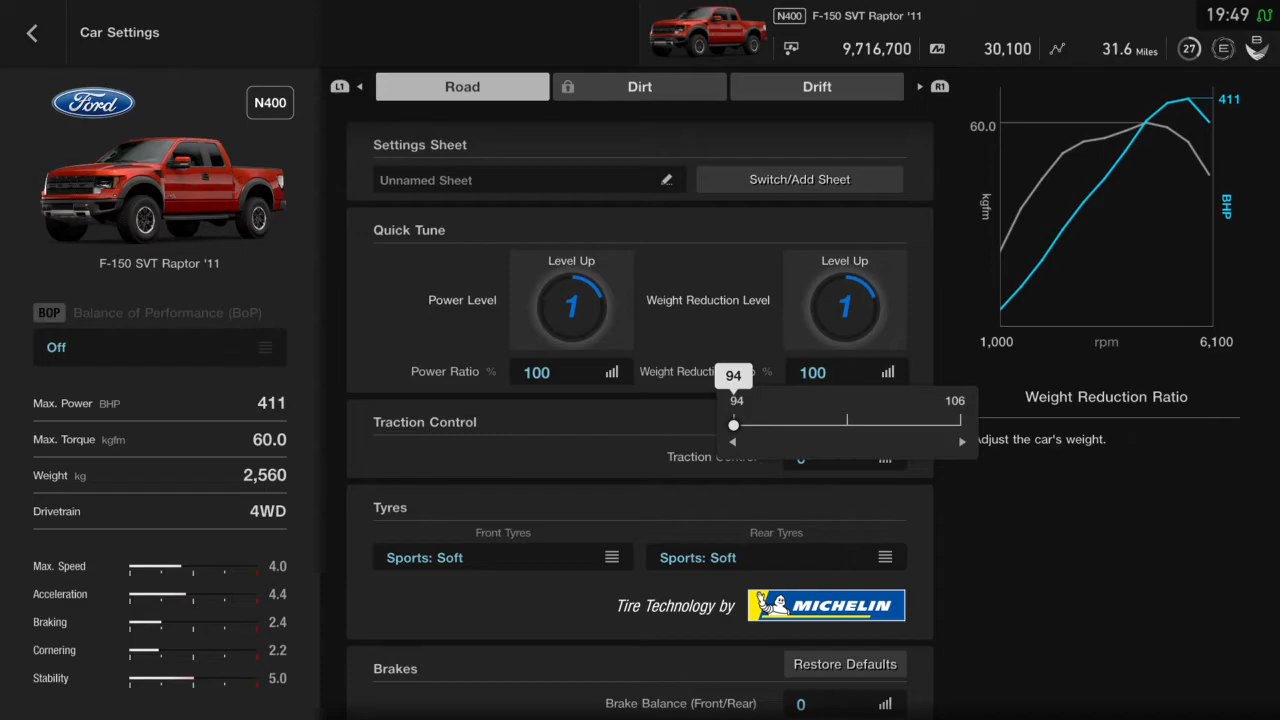 Car Settings
N400 F-150 SVT Raptor '11
19:49
9,716,700 30,100 31.6 Miles 27 E B
Ford
N400
F-150 SVT Raptor '11
BOP Balance of Performance (BoP)
Off
Max. Power BHP 411
Max. Torque kgfm 60.0
Weight kg 2,560
Drivetrain 4WD
Max. Speed 4.0
Acceleration 4.4
Braking 2.4
Cornering 2.2
Stability 5.0
L1 Road Dirt Drift R1
Settings Sheet
Unnamed Sheet Switch/Add Sheet
Quick Tune
Level Up Level Up
Power Level 1 Weight Reduction Level 1
Power Ratio % 100 Weight Reducti % 100
94
94 106
Traction Control
Traction Control 0
Tyres
Front Tyres Rear Tyres
Sports: Soft Sports: Soft
Tire Technology by MICHELIN
Brakes Restore Defaults
Brake Balance (Front/Rear) 0
411
60.0
kgfm BHP
1,000 rpm 6,100
Weight Reduction Ratio
Adjust the car's weight.